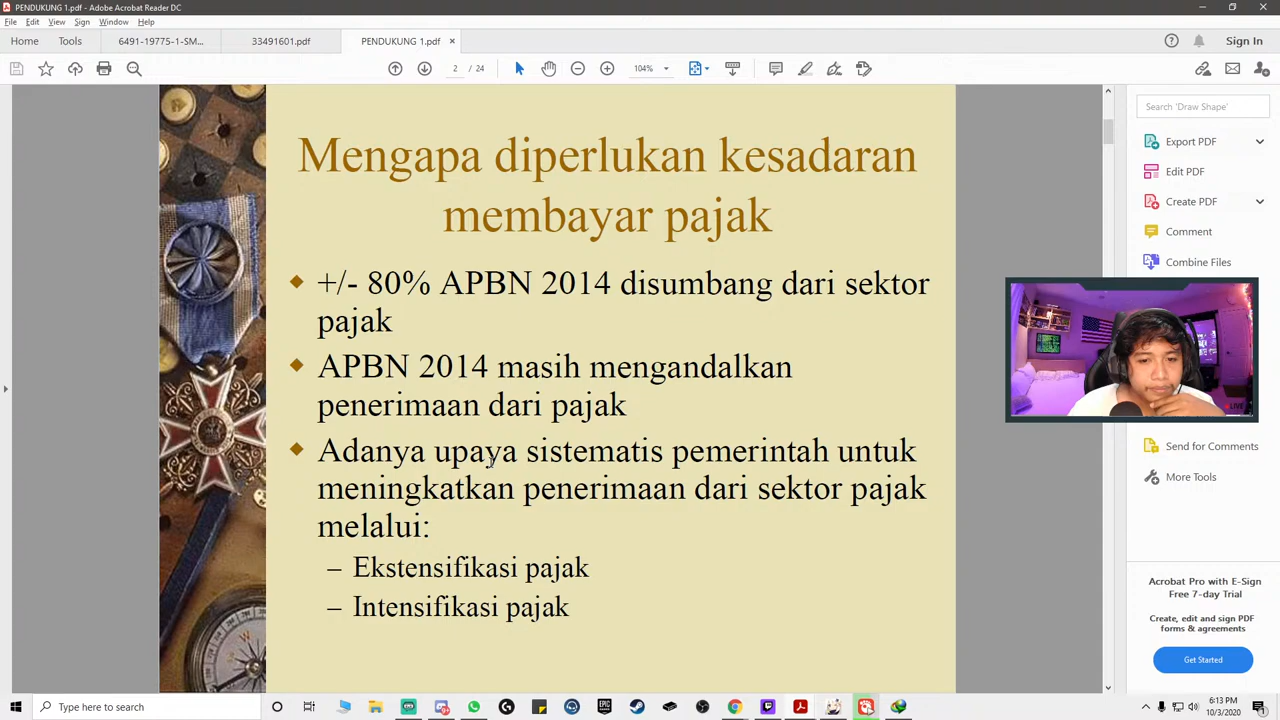 PENDUKUNG 1.pdf - Adobe Acrobat Reader DC
File Edit View Sign Window Help
Home Tools 6491-19775-1-SM... 33491601.pdf PENDUKUNG 1.pdf × Sign In
2 / 24 104%
Mengapa diperlukan kesadaran
membayar pajak
+/- 80% APBN 2014 disumbang dari sektor
pajak
APBN 2014 masih mengandalkan
penerimaan dari pajak
Adanya upaya sistematis pemerintah untuk
meningkatkan penerimaan dari sektor pajak
melalui:
– Ekstensifikasi pajak
– Intensifikasi pajak
Search 'Draw Shape'
Export PDF
Edit PDF
Create PDF
Comment
Combine Files
LIVE
Send for Comments
More Tools
Acrobat Pro with E-Sign
Free 7-day Trial
Create, edit and sign PDF
forms & agreements
Get Started
Type here to search
EPIC
6:13 PM
10/3/2020